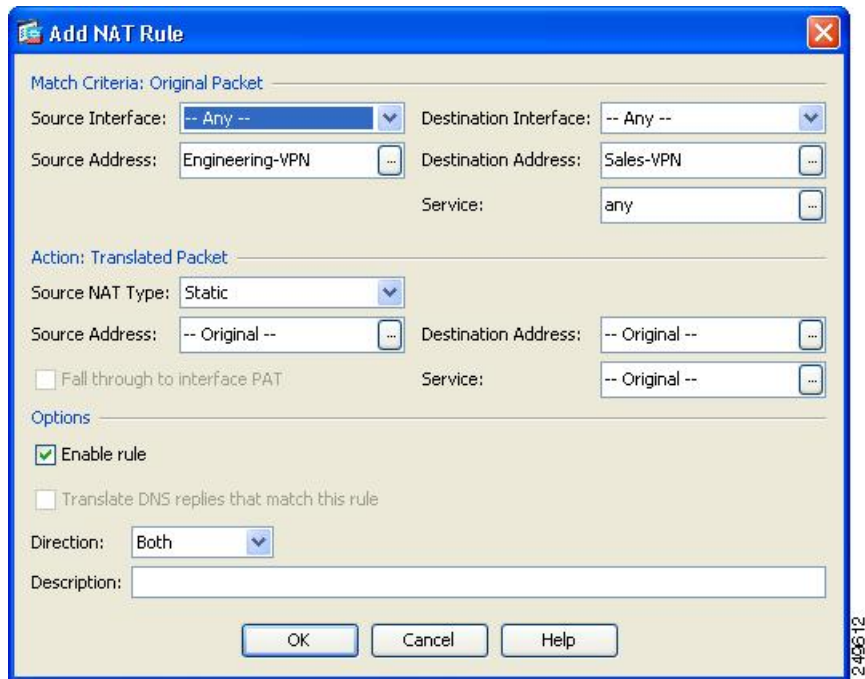 Add NAT Rule
Match Criteria: Original Packet
Source Interface: -- Any -- Destination Interface: -- Any --
Source Address: Engineering-VPN ... Destination Address: Sales-VPN ...
Service: any ...
Action: Translated Packet
Source NAT Type: Static
Source Address: -- Original -- ... Destination Address: -- Original -- ...
Fall through to interface PAT Service: -- Original -- ...
Options
Enable rule
Translate DNS replies that match this rule
Direction: Both
Description:
OK Cancel Help
249612